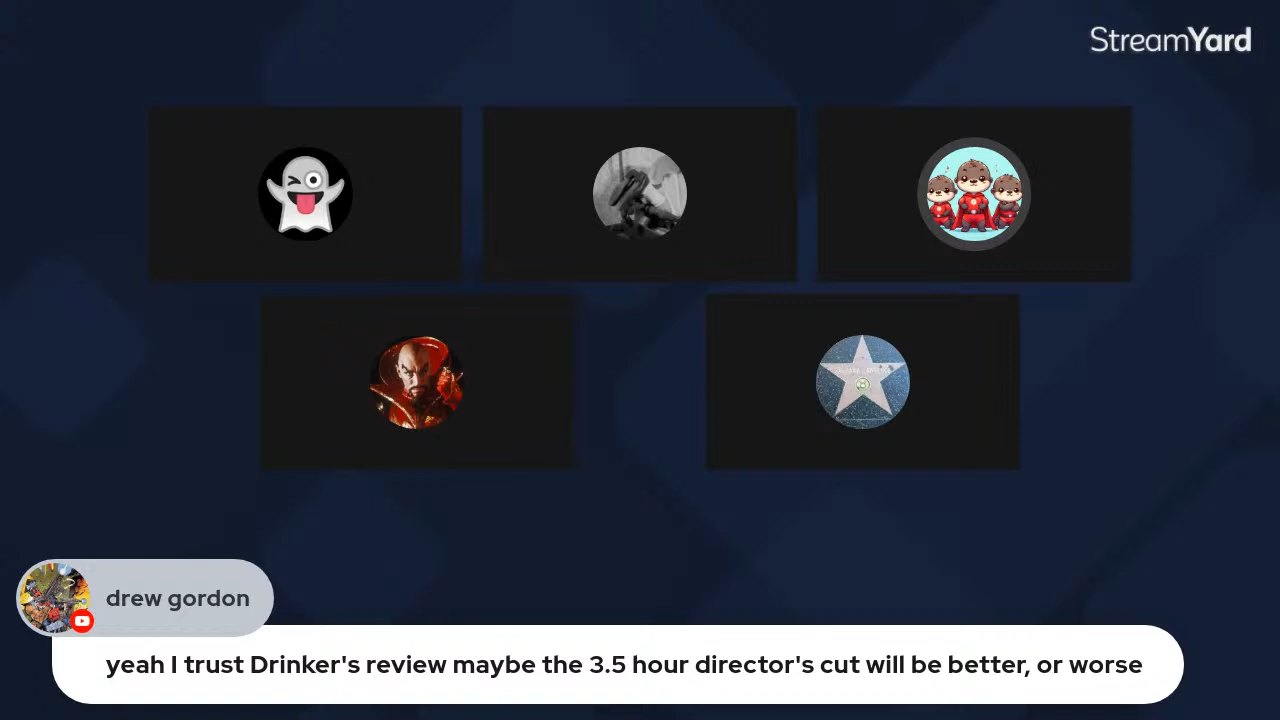 StreamYard
drew gordon
yeah I trust Drinker's review maybe the 3.5 hour director's cut will be better, or worse